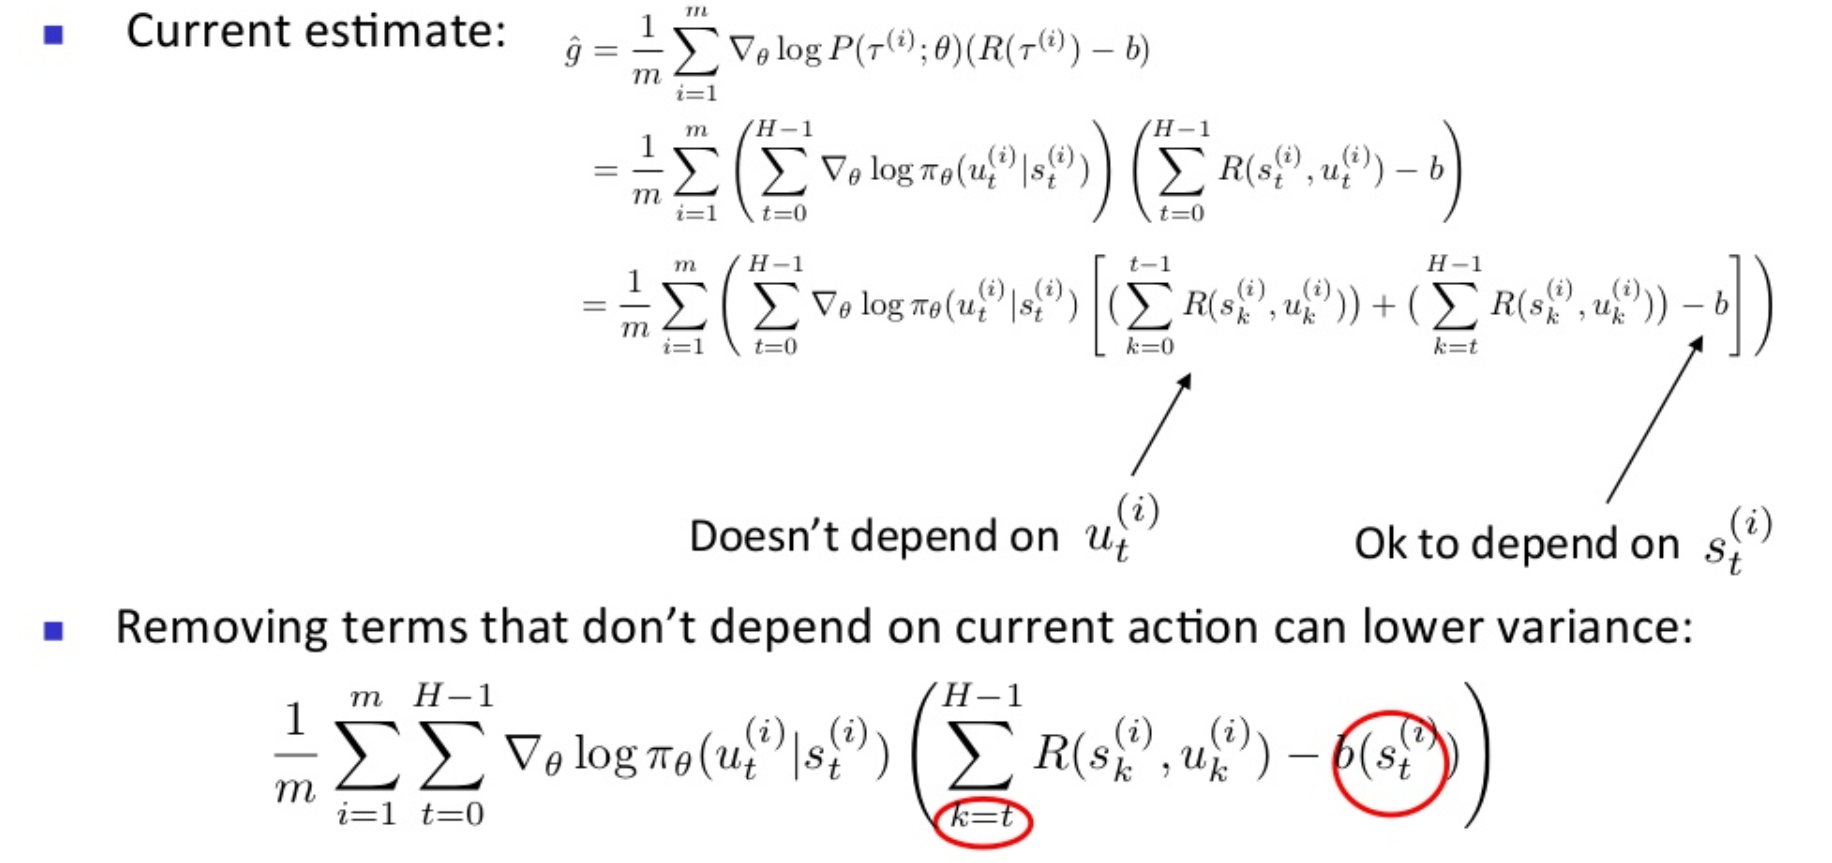 ▪ Current estimate: $\hat{g} = \frac{1}{m} \sum_{i=1}^{m} \nabla_\theta \log P(\tau^{(i)}; \theta)(R(\tau^{(i)}) - b)$
$= \frac{1}{m} \sum_{i=1}^{m} \left( \sum_{t=0}^{H-1} \nabla_\theta \log \pi_\theta(u_t^{(i)} | s_t^{(i)}) \right) \left( \sum_{t=0}^{H-1} R(s_t^{(i)}, u_t^{(i)}) - b \right)$
$= \frac{1}{m} \sum_{i=1}^{m} \left( \sum_{t=0}^{H-1} \nabla_\theta \log \pi_\theta(u_t^{(i)} | s_t^{(i)}) \left[ (\sum_{k=0}^{t-1} R(s_k^{(i)}, u_k^{(i)})) + (\sum_{k=t}^{H-1} R(s_k^{(i)}, u_k^{(i)})) - b \right] \right)$
Doesn't depend on $u_t^{(i)}$
Ok to depend on $s_t^{(i)}$
▪ Removing terms that don't depend on current action can lower variance:
$\frac{1}{m} \sum_{i=1}^{m} \sum_{t=0}^{H-1} \nabla_\theta \log \pi_\theta(u_t^{(i)} | s_t^{(i)}) \left( \sum_{k=t}^{H-1} R(s_k^{(i)}, u_k^{(i)}) - b(s_t^{(i)}) \right)$